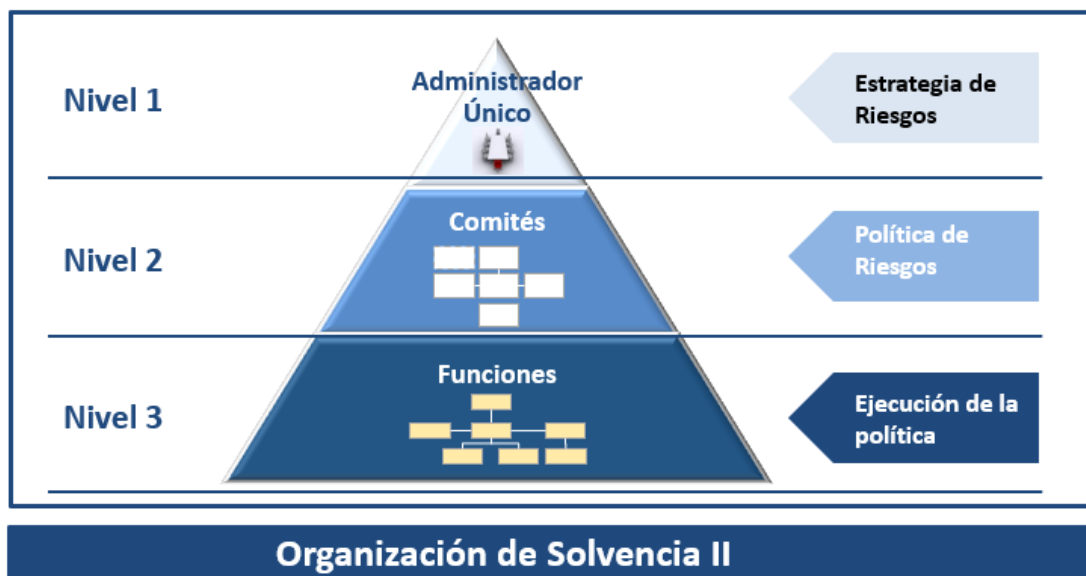 Nivel 1
Administrador
Único
Estrategia de
Riesgos
Nivel 2
Comités
Política de
Riesgos
Nivel 3
Funciones
Ejecución de la
política
Organización de Solvencia II